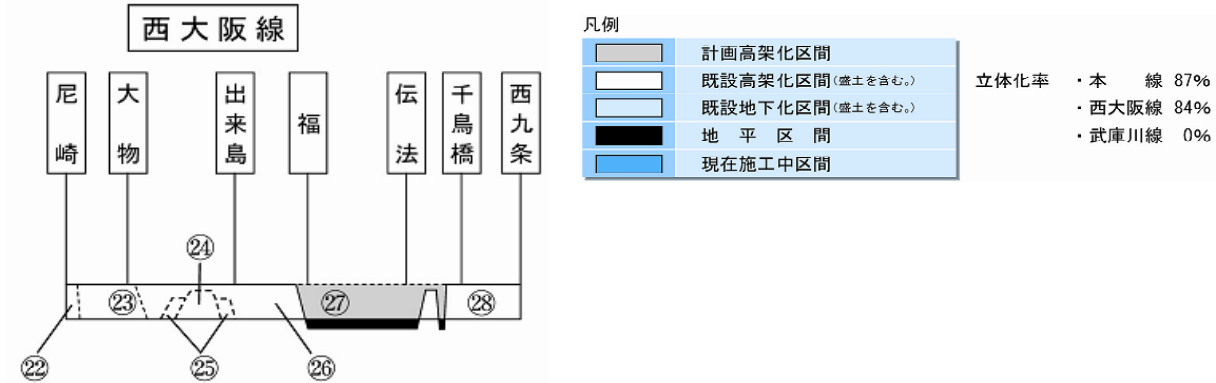 西大阪線
尼崎
大物
出来島
福
伝法
千鳥橋
西九条
㉔
㉓
㉗
㉘
㉒
㉕
㉖
凡例
計画高架化区間
既設高架化区間(盛土を含む。)
既設地下化区間(盛土を含む。)
地平区間
現在施工中区間
立体化率 ・本線 87%
・西大阪線 84%
・武庫川線 0%